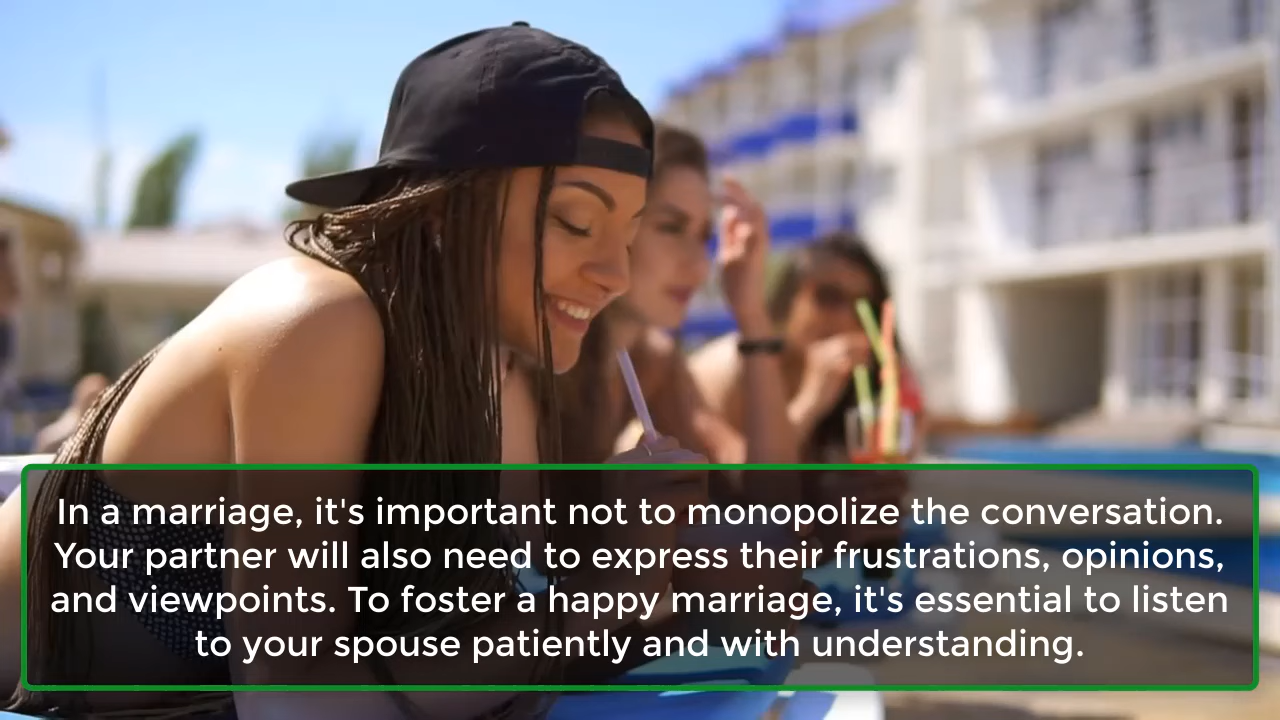 In a marriage, it's important not to monopolize the conversation.
Your partner will also need to express their frustrations, opinions,
and viewpoints. To foster a happy marriage, it's essential to listen
to your spouse patiently and with understanding.